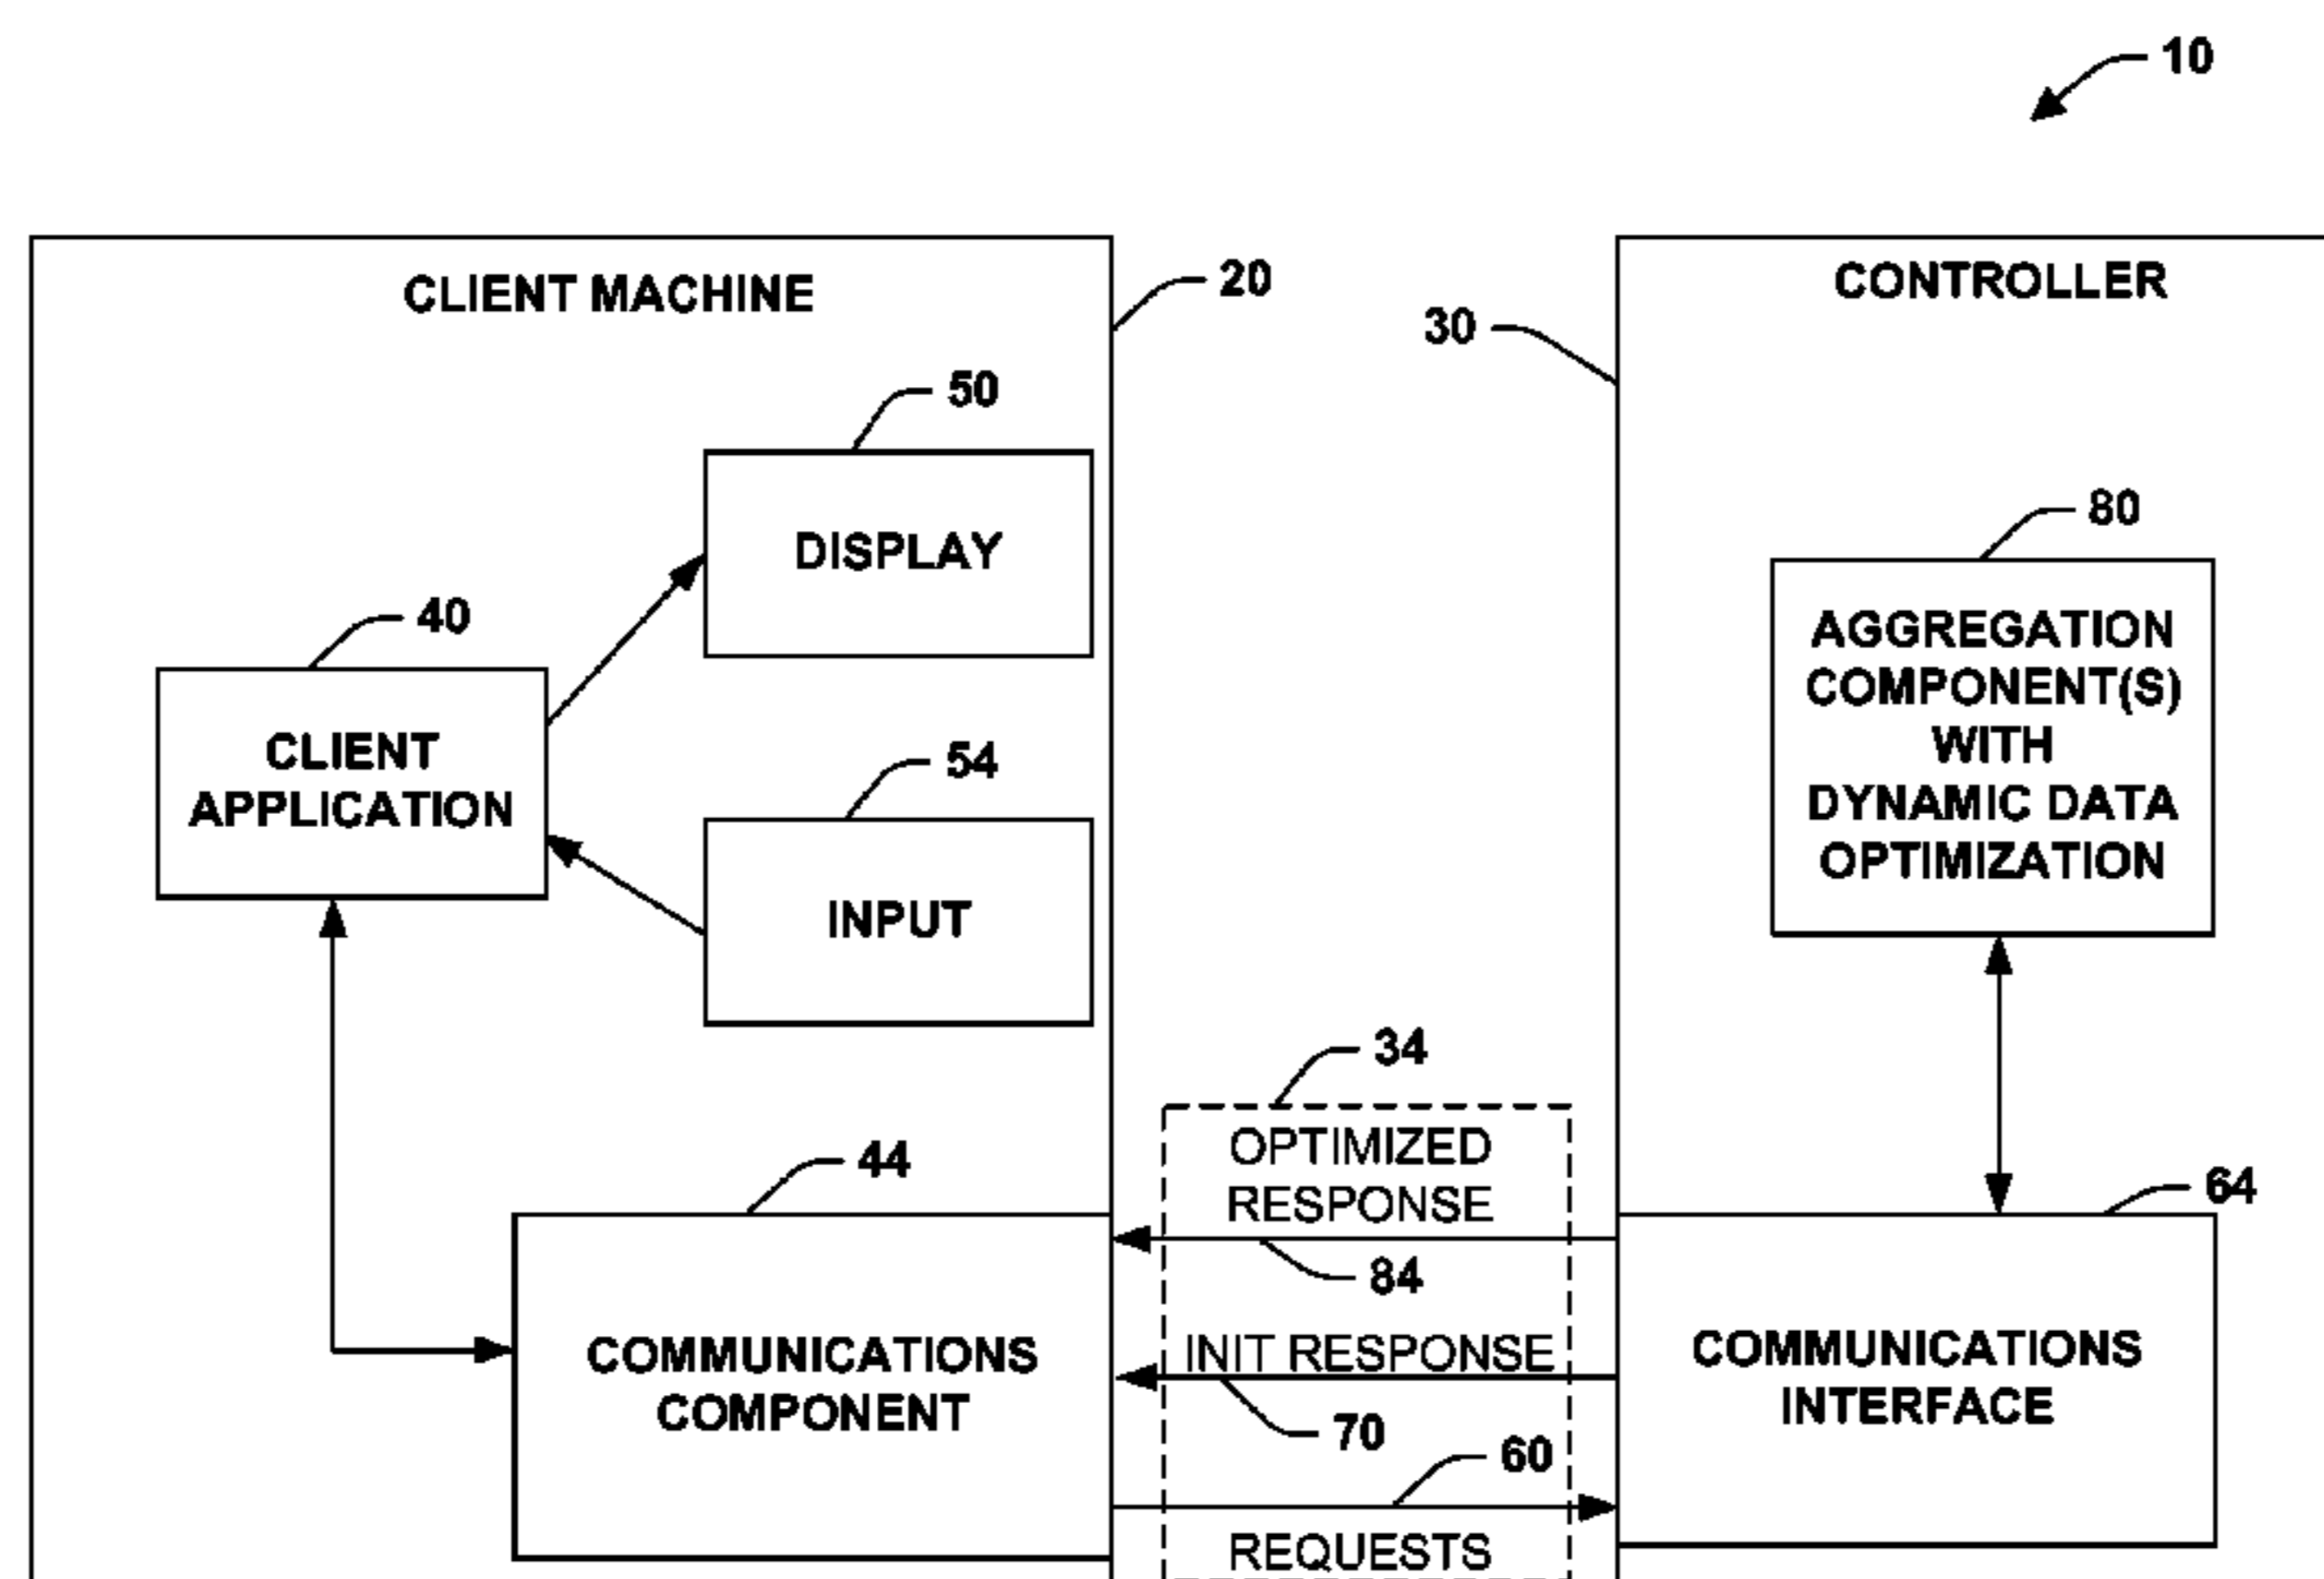 10
CLIENT MACHINE
20
CONTROLLER
30
50
DISPLAY
80
AGGREGATION
COMPONENT(S)
WITH
DYNAMIC DATA
OPTIMIZATION
40
CLIENT
APPLICATION
54
INPUT
34
OPTIMIZED
RESPONSE
44
64
84
COMMUNICATIONS
COMPONENT
INIT RESPONSE
COMMUNICATIONS
INTERFACE
70
60
REQUESTS